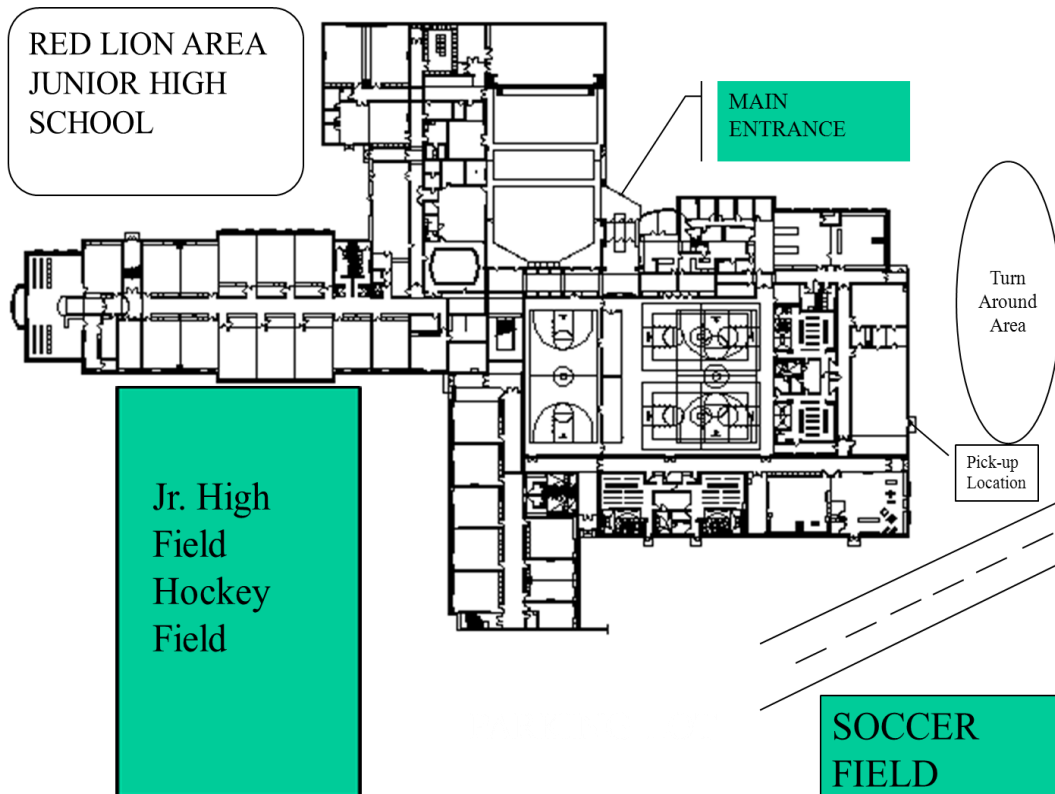 RED LION AREA
JUNIOR HIGH
SCHOOL
MAIN
ENTRANCE
Turn
Around
Area
Pick-up
Location
Jr. High
Field
Hockey
Field
SOCCER
FIELD